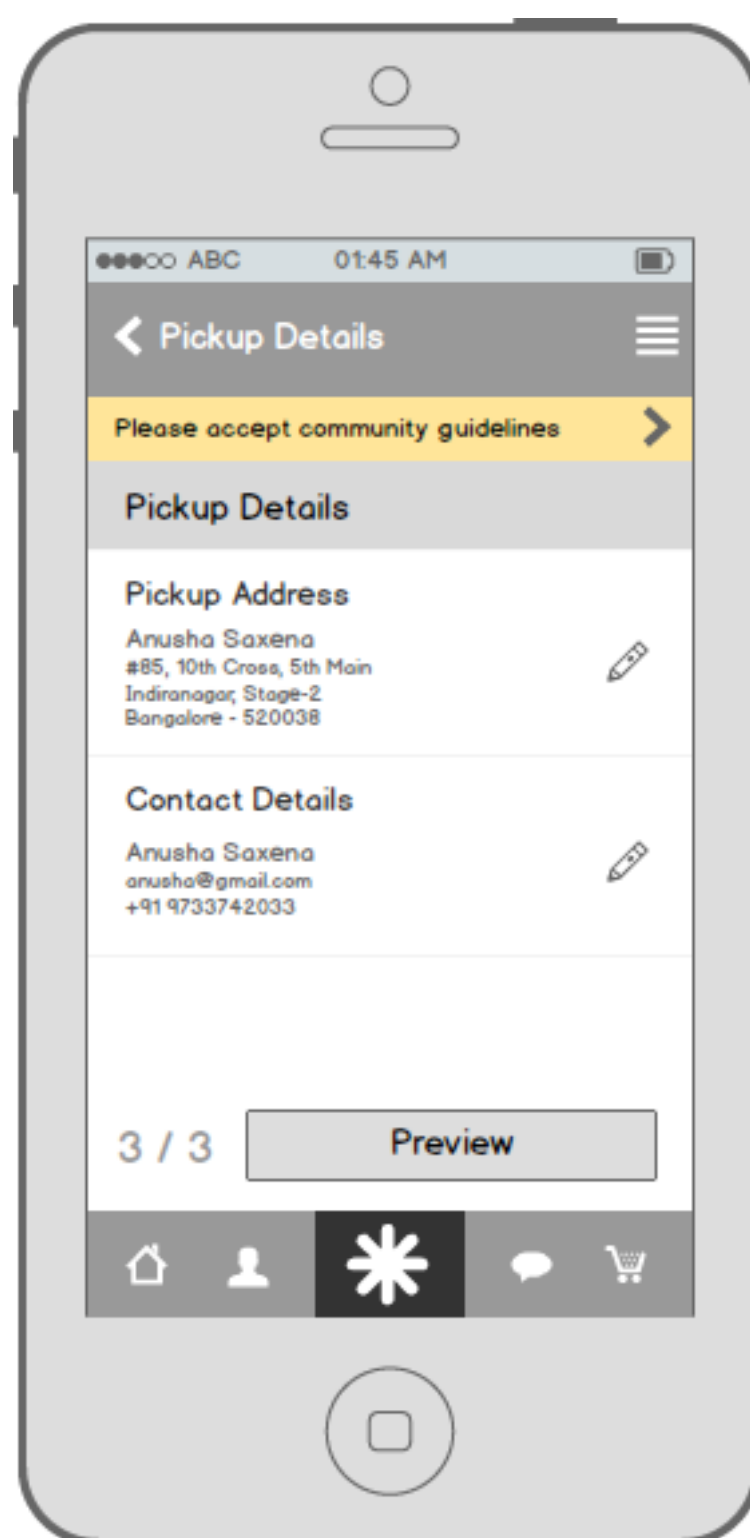 ABC 01:45 AM
Pickup Details
Please accept community guidelines
Pickup Details
Pickup Address
Anusha Saxena
#85, 10th Cross, 5th Main
Indiranagar, Stage-2
Bangalore - 520038
Contact Details
Anusha Saxena
anusha@gmail.com
+91 9733742033
3 / 3 Preview